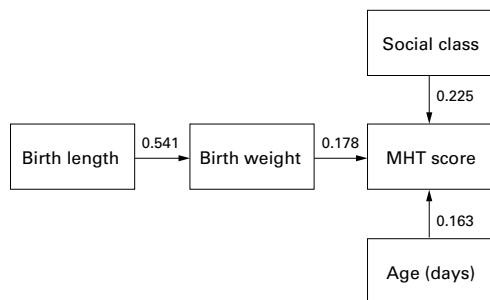 Social class
0.225
Birth length
0.541
Birth weight
0.178
MHT score
0.163
Age (days)